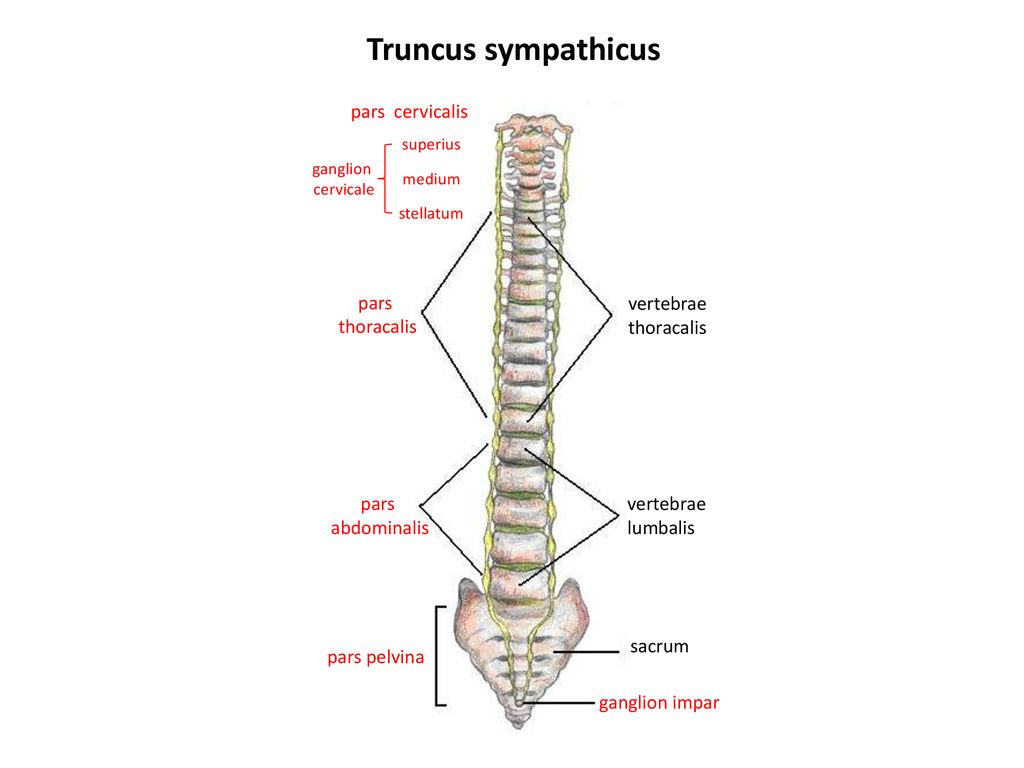 Truncus sympathicus
pars  cervicalis
superius
ganglion
cervicale
medium
stellatum
pars
thoracalis
vertebrae
thoracalis
pars
abdominalis
vertebrae
lumbalis
pars pelvina
sacrum
ganglion impar